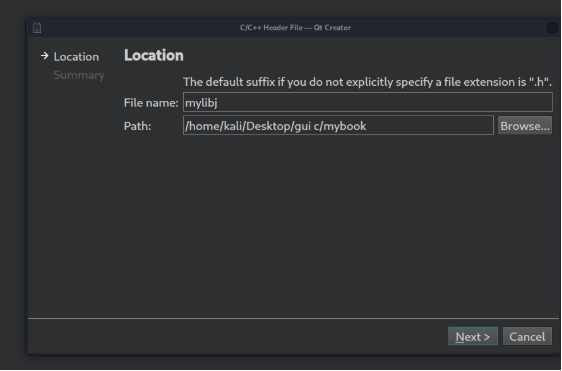 C/C++ Header File — Qt Creator
Location
Summary
Location
The default suffix if you do not explicitly specify a file extension is ".h".
File name: mylibj
Path: /home/kali/Desktop/gui c/mybook Browse...
Next > Cancel